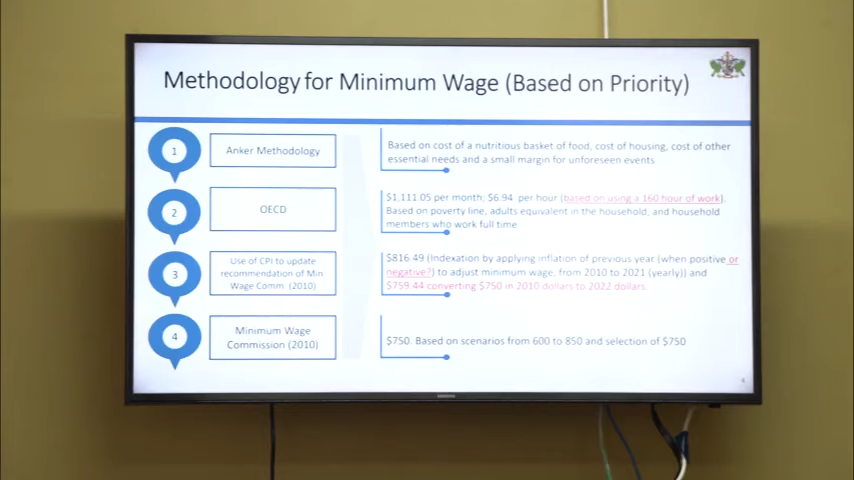 Methodology for Minimum Wage (Based on Priority)
1
Anker Methodology
Based on cost of a nutritious basket of food, cost of housing, cost of other
essential needs and a small margin for unforeseen events
2
OECD
$1,111.05 per month; $6.94 per hour (based on using a 160 hour of work).
Based on poverty line, adults equivalent in the household, and household
members who work full time
3
Use of CPI to update
recommendation of Min
Wage Comm. (2010)
$816.49 (Indexation by applying inflation of previous year (when positive or
negative?) to adjust minimum wage, from 2010 to 2021 (yearly)) and
$759.44 converting $750 in 2010 dollars to 2022 dollars.
4
Minimum Wage
Commission (2010)
$750. Based on scenarios from 600 to 850 and selection of $750